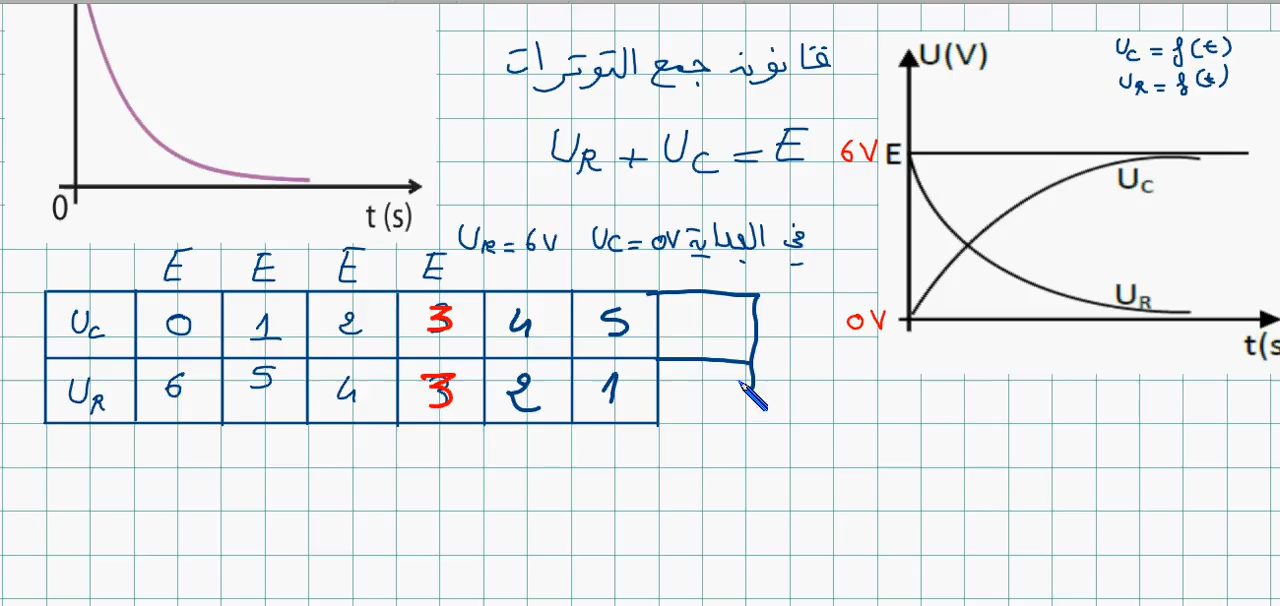 قانون جمع التوترات
U_R + U_C = E
في البداية U_C = 0V U_R = 6V
0
t (s)
E E E E
U_C 0 1 2 3 4 5
U_R 6 5 4 3 2 1
U_C = f(t)
U_R = f(t)
U(V)
6V E
U_C
U_R
0V
t(s